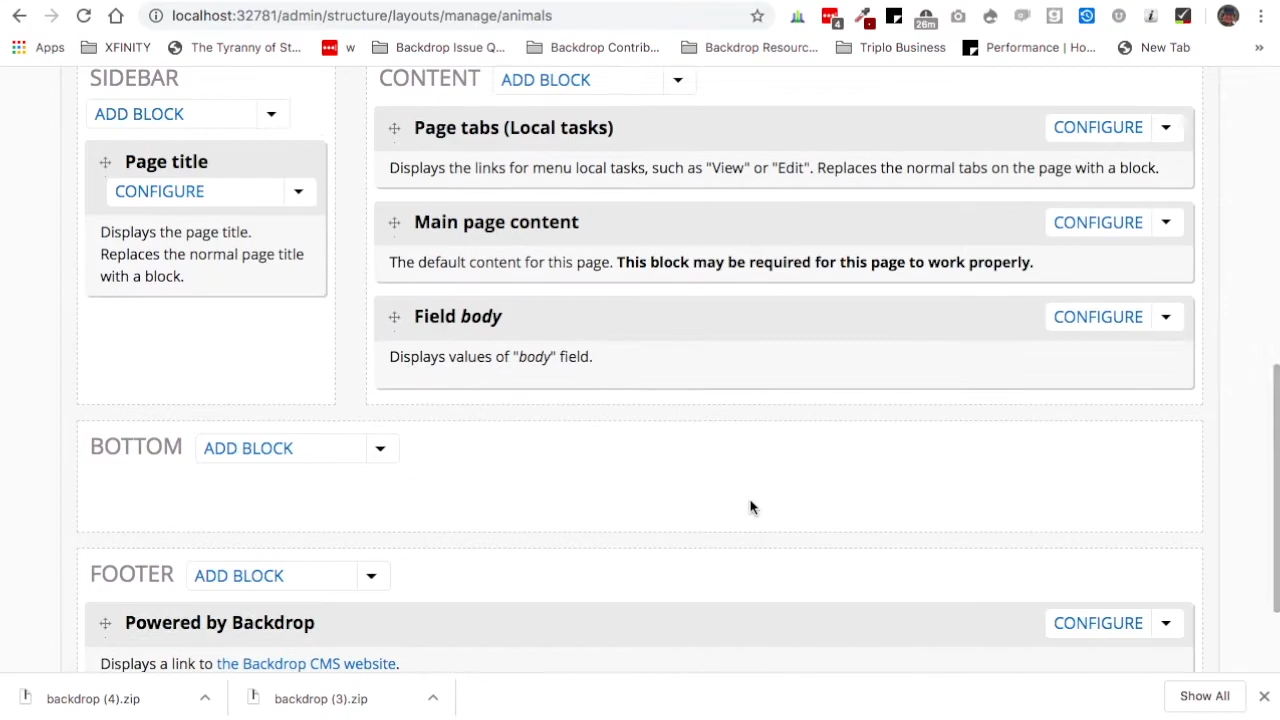 localhost:32781/admin/structure/layouts/manage/animals
4
26m
Apps
XFINITY
The Tyranny of St...
w
Backdrop Issue Q...
Backdrop Contrib...
Backdrop Resourc...
Triplo Business
Performance | Ho...
New Tab
»
SIDEBAR
ADD BLOCK
Page title
CONFIGURE
Displays the page title.
Replaces the normal page title
with a block.
CONTENT ADD BLOCK
Page tabs (Local tasks) CONFIGURE
Displays the links for menu local tasks, such as "View" or "Edit". Replaces the normal tabs on the page with a block.
Main page content CONFIGURE
The default content for this page. This block may be required for this page to work properly.
Field body CONFIGURE
Displays values of "body" field.
BOTTOM ADD BLOCK
FOOTER ADD BLOCK
Powered by Backdrop CONFIGURE
Displays a link to the Backdrop CMS website.
backdrop (4).zip
backdrop (3).zip
Show All